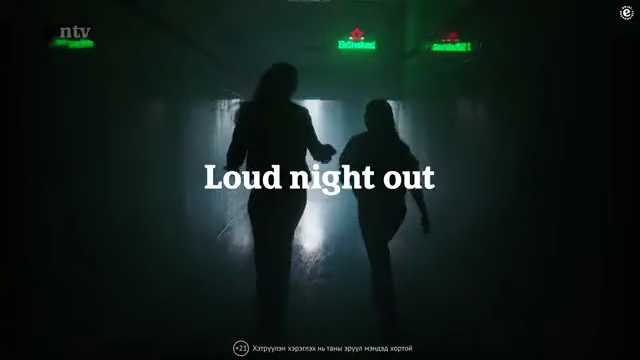 ntv
Heineken
Loud night out
+21 Хэтрүүлэн хэрэглэх нь таны эрүүл мэндэд хортой